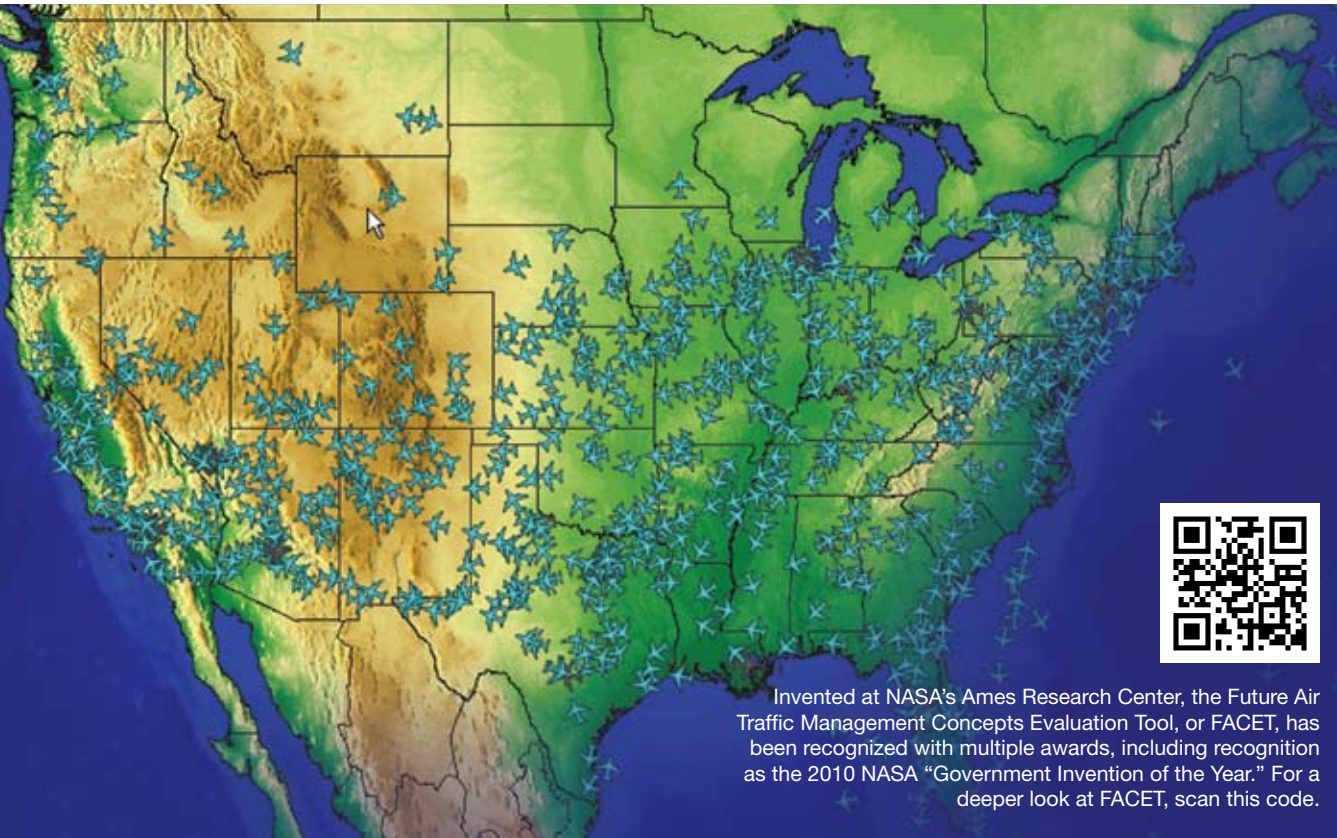 Invented at NASA's Ames Research Center, the Future Air
Traffic Management Concepts Evaluation Tool, or FACET, has
been recognized with multiple awards, including recognition
as the 2010 NASA “Government Invention of the Year.” For a
deeper look at FACET, scan this code.